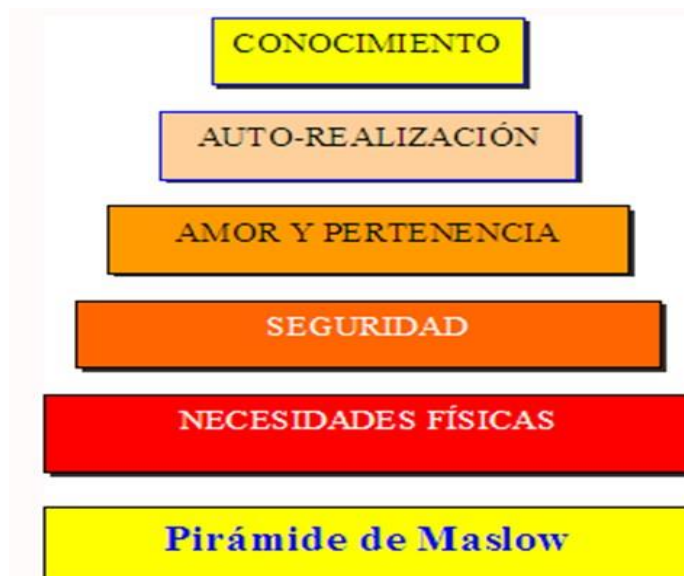 CONOCIMIENTO
AUTO-REALIZACIÓN
AMOR Y PERTENENCIA
SEGURIDAD
NECESIDADES FÍSICAS
Pirámide de Maslow